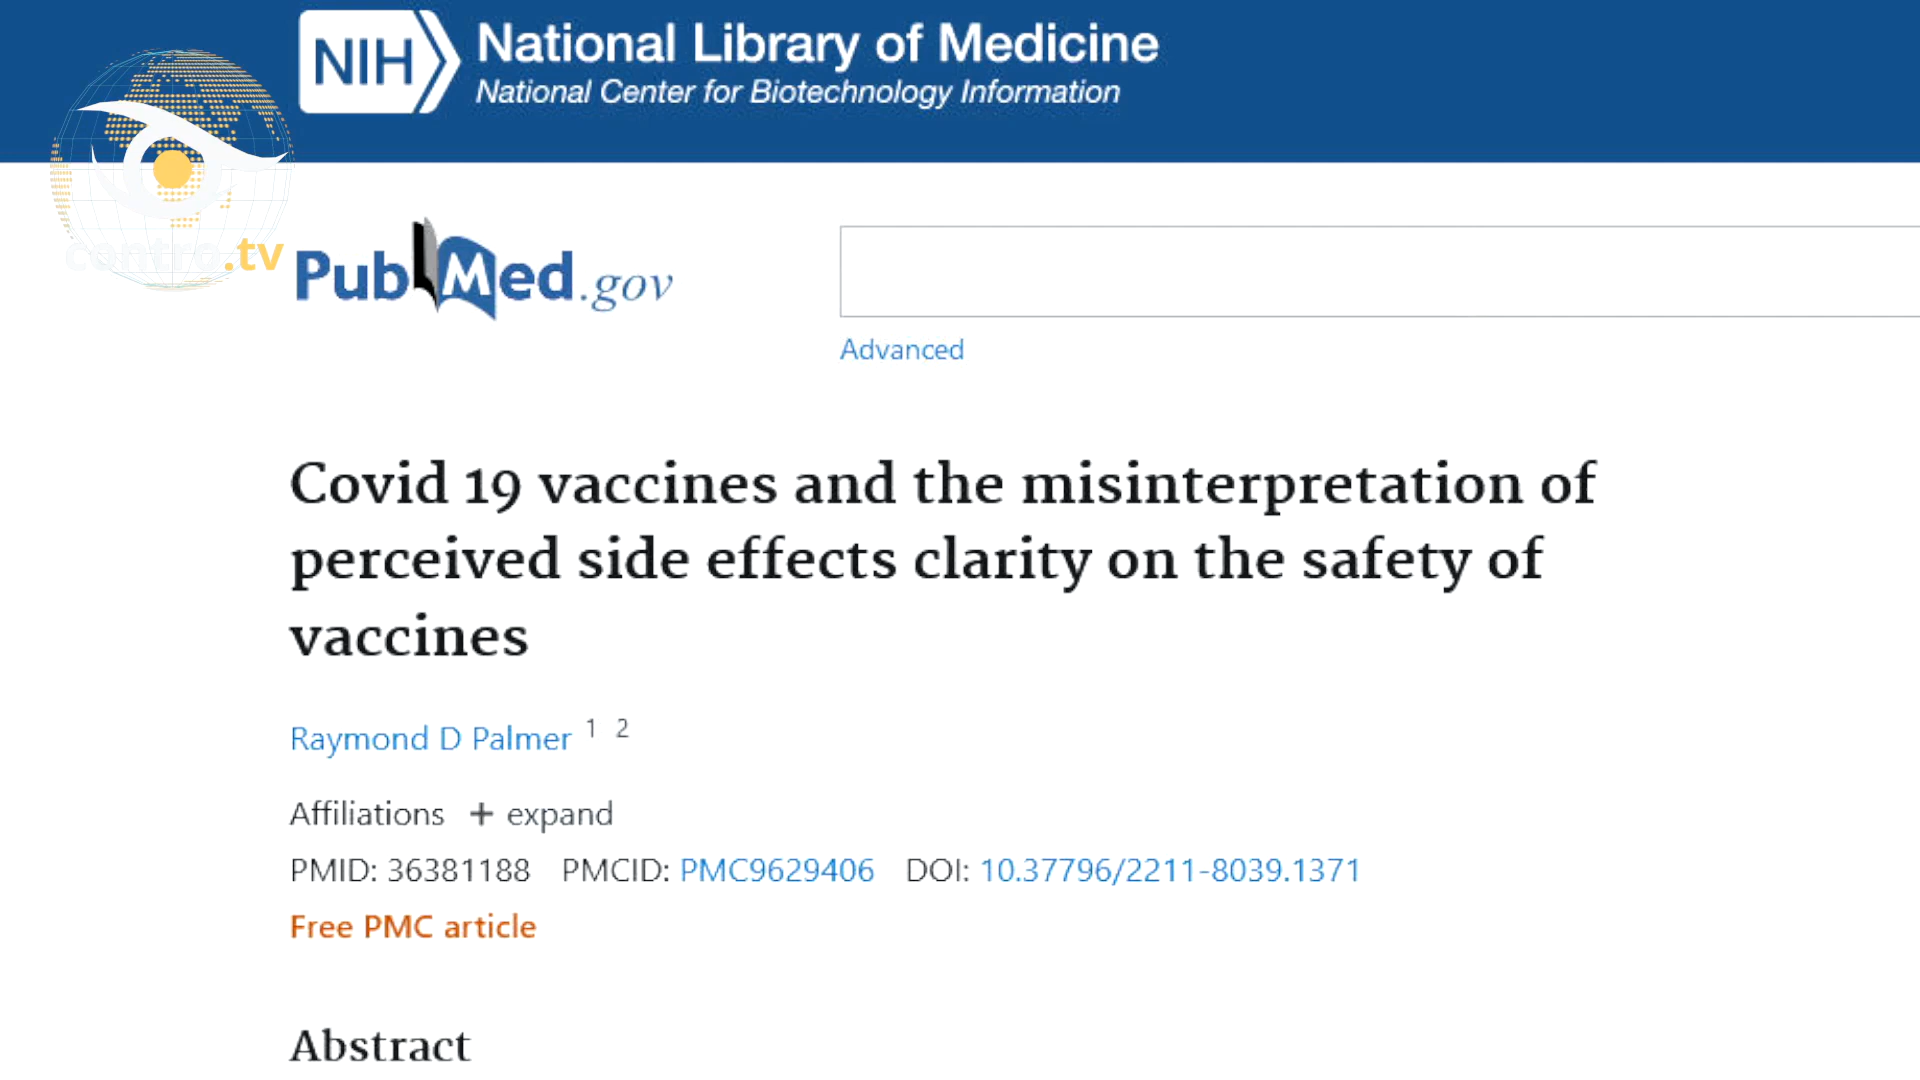 NIH
National Library of Medicine
National Center for Biotechnology Information
contro.tv
PubMed.gov
Advanced
Covid 19 vaccines and the misinterpretation of
perceived side effects clarity on the safety of
vaccines
Raymond D Palmer 1 2
Affiliations + expand
PMID: 36381188 PMCID: PMC9629406 DOI: 10.37796/2211-8039.1371
Free PMC article
Abstract